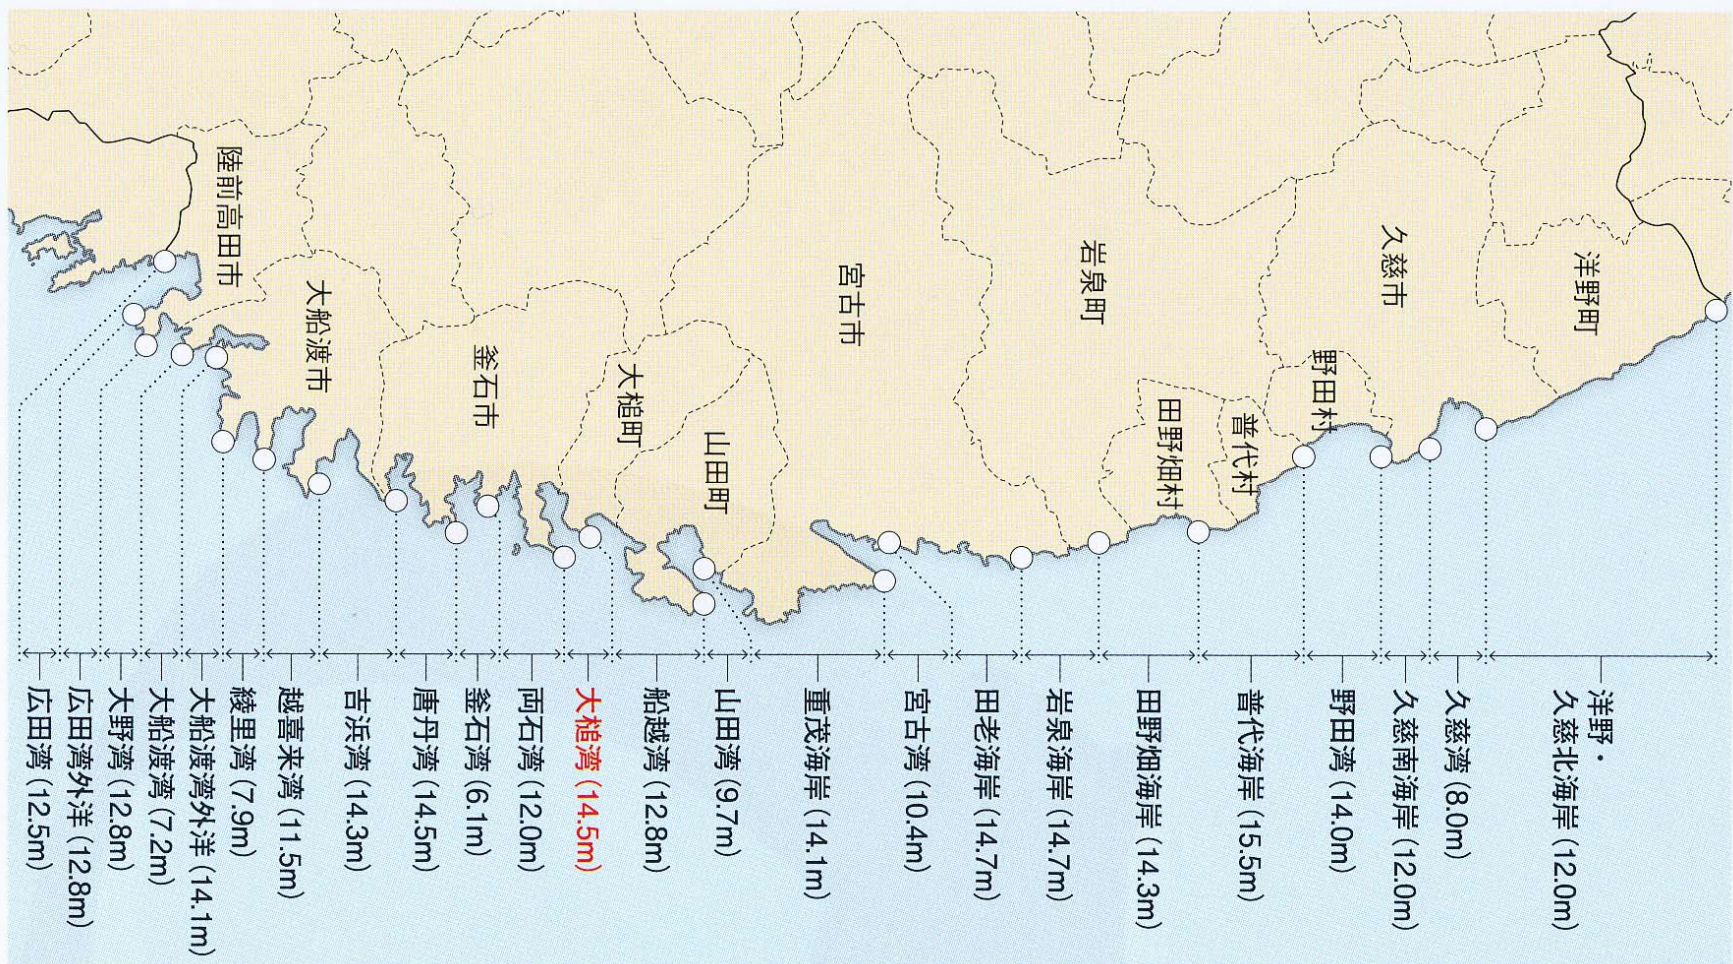 洋野町
久慈市
野田村
普代村
田野畑村
岩泉町
宮古市
山田町
大槌町
釜石市
大船渡市
陸前高田市
洋野・
久慈北海岸 (12.0m)
久慈湾 (8.0m)
久慈南海岸 (12.0m)
野田湾 (14.0m)
普代海岸 (15.5m)
田野畑海岸 (14.3m)
岩泉海岸 (14.7m)
田老海岸 (14.7m)
宮古湾 (10.4m)
重茂海岸 (14.1m)
山田湾 (9.7m)
船越湾 (12.8m)
大槌湾 (14.5m)
両石湾 (12.0m)
釜石湾 (6.1m)
唐丹湾 (14.5m)
吉浜湾 (14.3m)
越喜来湾 (11.5m)
綾里湾 (7.9m)
大船渡湾外洋 (14.1m)
大船渡湾 (7.2m)
大野湾 (12.8m)
広田湾外洋 (12.8m)
広田湾 (12.5m)